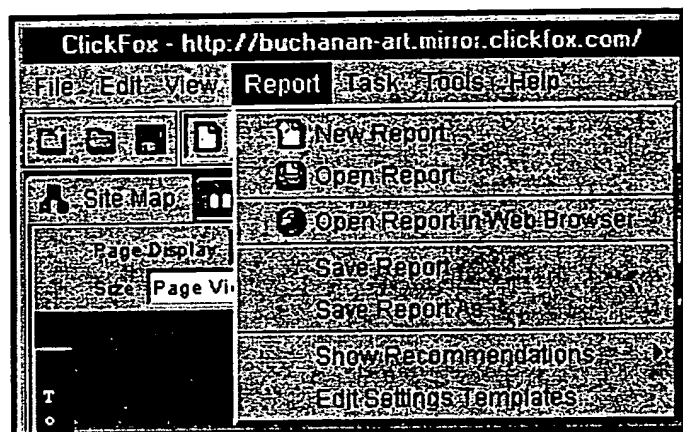 ClickFox - http://buchanan-art.mirror.clickfox.com/
File Edit View Report Task Tools Help
New Report
Open Report
Site Map
Open Report in Web Browser
Page Display
Save Report
Size Page Vi
Save Report As
Show Recommendations
Edit Settings Templates
T
o